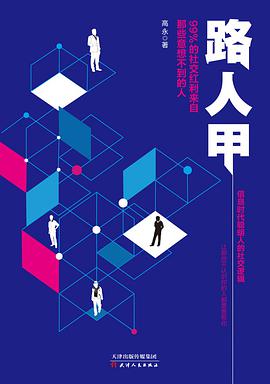 路人甲
99%的社交红利来自
那些意想不到的人
高永 著
信息时代聪明人的社交逻辑
天津出版传媒集团
天津人民出版社